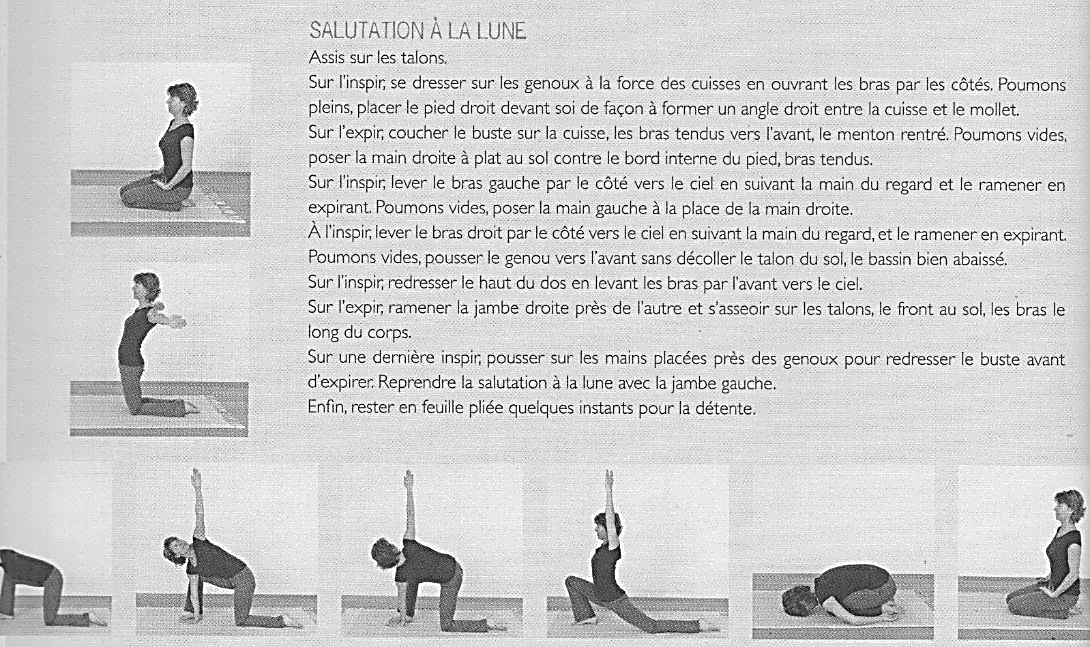 SALUTATION À LA LUNE
Assis sur les talons.
Sur l'inspir, se dresser sur les genoux à la force des cuisses en ouvrant les bras par les côtés. Poumons
pleins, placer le pied droit devant soi de façon à former un angle droit entre la cuisse et le mollet.
Sur l'expir, coucher le buste sur la cuisse, les bras tendus vers l'avant, le menton rentré. Poumons vides,
poser la main droite à plat au sol contre le bord interne du pied, bras tendus.
Sur l'inspir, lever le bras gauche par le côté vers le ciel en suivant la main du regard et le ramener en
expirant. Poumons vides, poser la main gauche à la place de la main droite.
À l'inspir, lever le bras droit par le côté vers le ciel en suivant la main du regard, et le ramener en expirant.
Poumons vides, pousser le genou vers l'avant sans décoller le talon du sol, le bassin bien abaissé.
Sur l'inspir, redresser le haut du dos en levant les bras par l'avant vers le ciel.
Sur l'expir, ramener la jambe droite près de l'autre et s'asseoir sur les talons, le front au sol, les bras le
long du corps.
Sur une dernière inspir, pousser sur les mains placées près des genoux pour redresser le buste avant
d'expirer. Reprendre la salutation à la lune avec la jambe gauche.
Enfin, rester en feuille pliée quelques instants pour la détente.